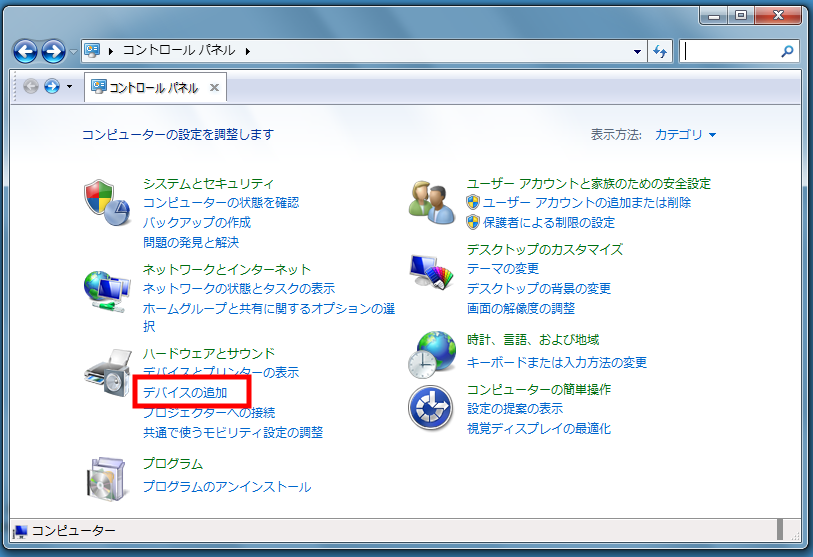 コントロール パネル
コントロール パネル
コンピューターの設定を調整します
表示方法: カテゴリ
システムとセキュリティ
コンピューターの状態を確認
バックアップの作成
問題の発見と解決
ネットワークとインターネット
ネットワークの状態とタスクの表示
ホームグループと共有に関するオプションの選
択
ハードウェアとサウンド
デバイスとプリンターの表示
デバイスの追加
プロジェクターへの接続
共通で使うモビリティ設定の調整
プログラム
プログラムのアンインストール
ユーザー アカウントと家族のための安全設定
ユーザー アカウントの追加または削除
保護者による制限の設定
デスクトップのカスタマイズ
テーマの変更
デスクトップの背景の変更
画面の解像度の調整
時計、言語、および地域
キーボードまたは入力方法の変更
コンピューターの簡単操作
設定の提案の表示
視覚ディスプレイの最適化
コンピューター